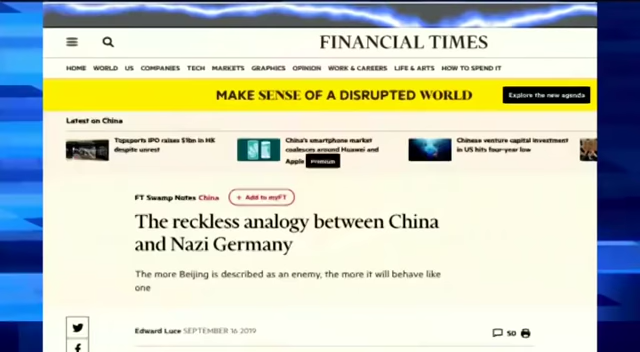 FINANCIAL TIMES
HOME WORLD US COMPANIES TECH MARKETS GRAPHICS OPINION WORK & CAREERS LIFE & ARTS HOW TO SPEND IT
MAKE SENSE OF A DISRUPTED WORLD
Explore the new agenda
Latest on China
Topsports IPO raises $1bn in HK
despite unrest
China's smartphone market
coalesces around Huawei and
Apple Premium
Chinese venture capital investment
in US hits four-year low
FT Swamp Notes China
+ Add to myFT
The reckless analogy between China
and Nazi Germany
The more Beijing is described as an enemy, the more it will behave like
one
Edward Luce SEPTEMBER 16 2019
50